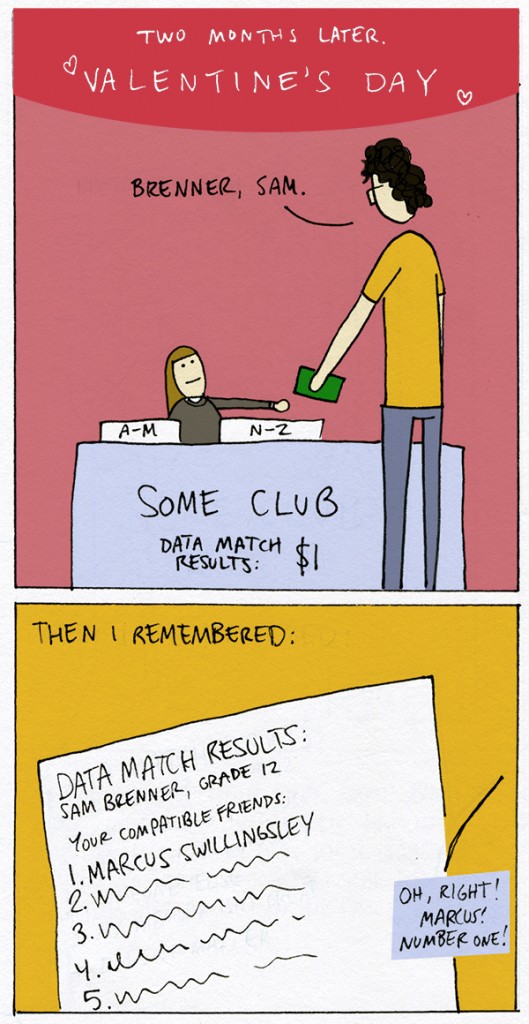 TWO MONTHS LATER.
VALENTINE'S DAY
BRENNER, SAM.
A-M
N-Z
SOME CLUB
DATA MATCH
RESULTS: $1
THEN I REMEMBERED:
DATA MATCH RESULTS:
SAM BRENNER, GRADE 12
YOUR COMPATIBLE FRIENDS:
1. MARCUS SWILLINGSLEY
2.
3.
4.
5.
OH, RIGHT!
MARCUS!
NUMBER ONE!